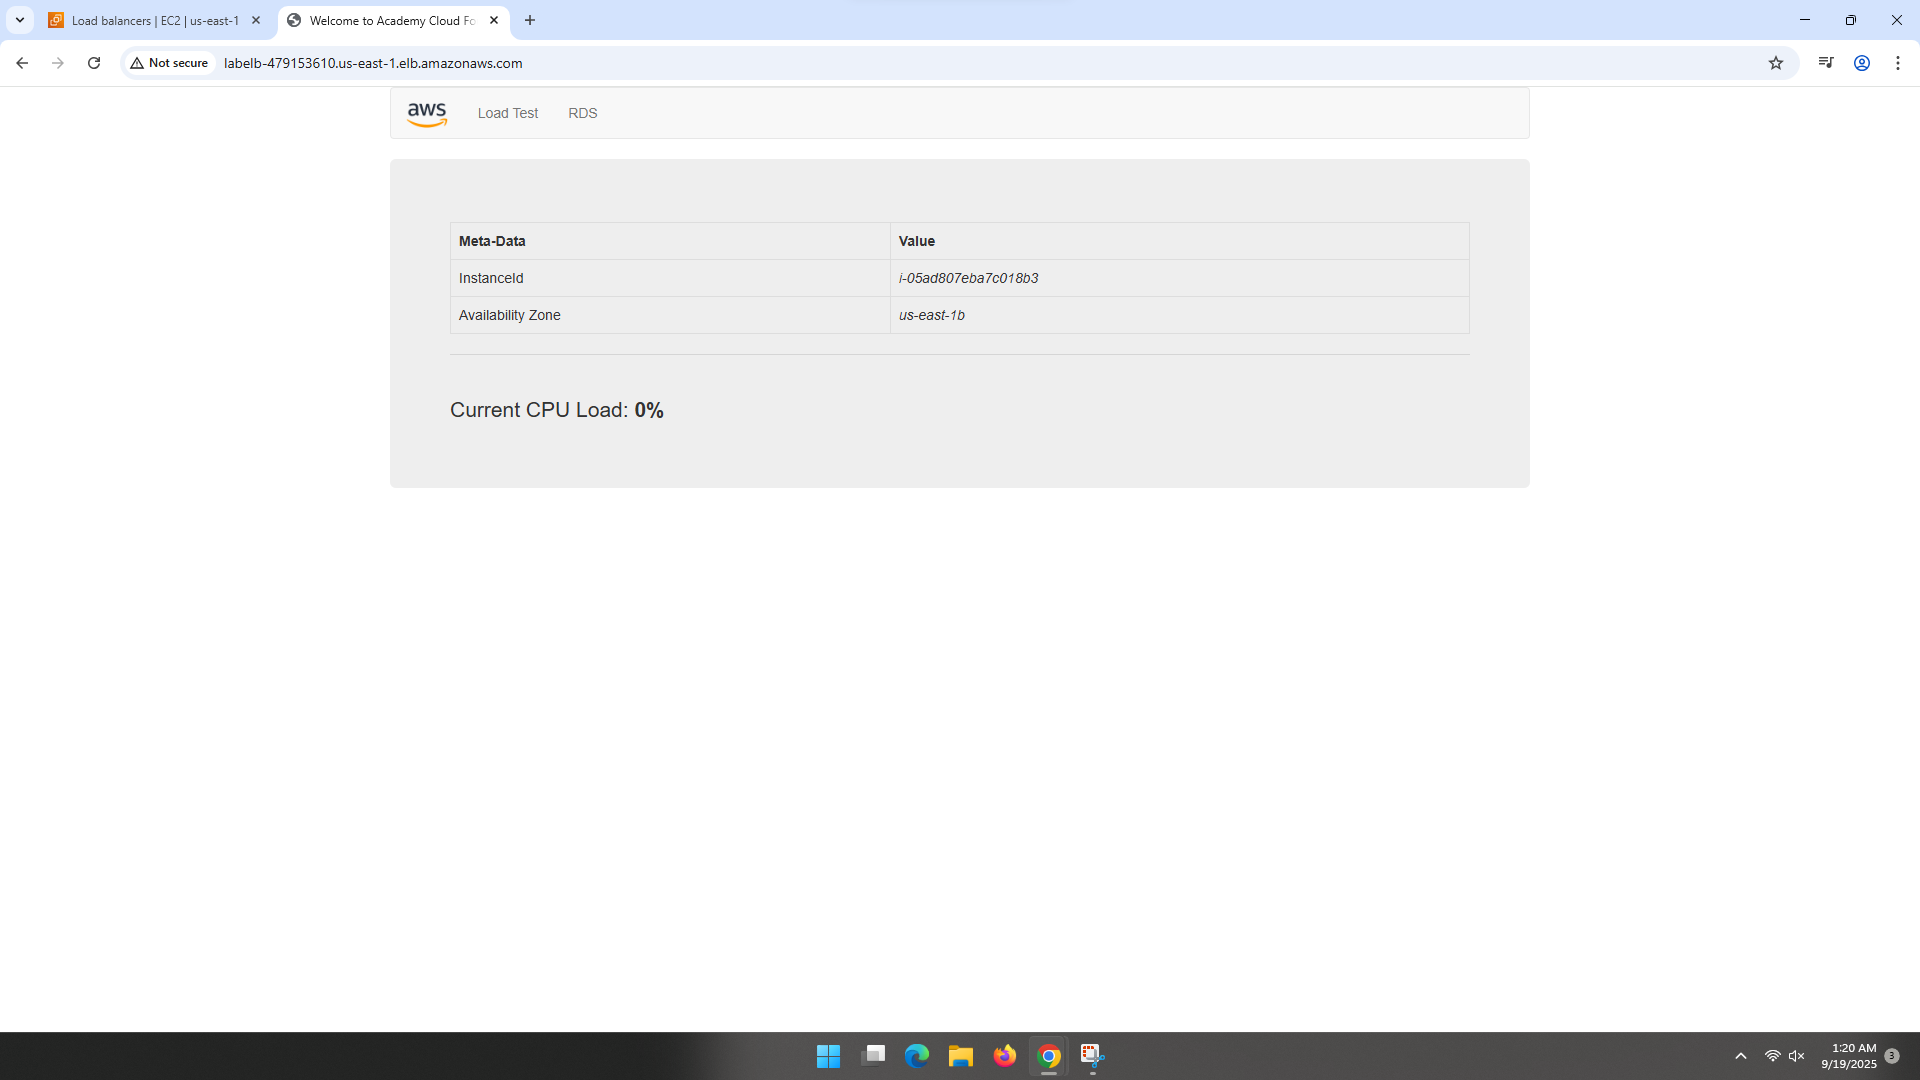 Load balancers | EC2 | us-east-1
Welcome to Academy Cloud Fo
Not secure
labelb-479153610.us-east-1.elb.amazonaws.com
aws
Load Test
RDS
Meta-Data
Value
InstanceId
i-05ad807eba7c018b3
Availability Zone
us-east-1b
Current CPU Load: 0%
1:20 AM
9/19/2025
3